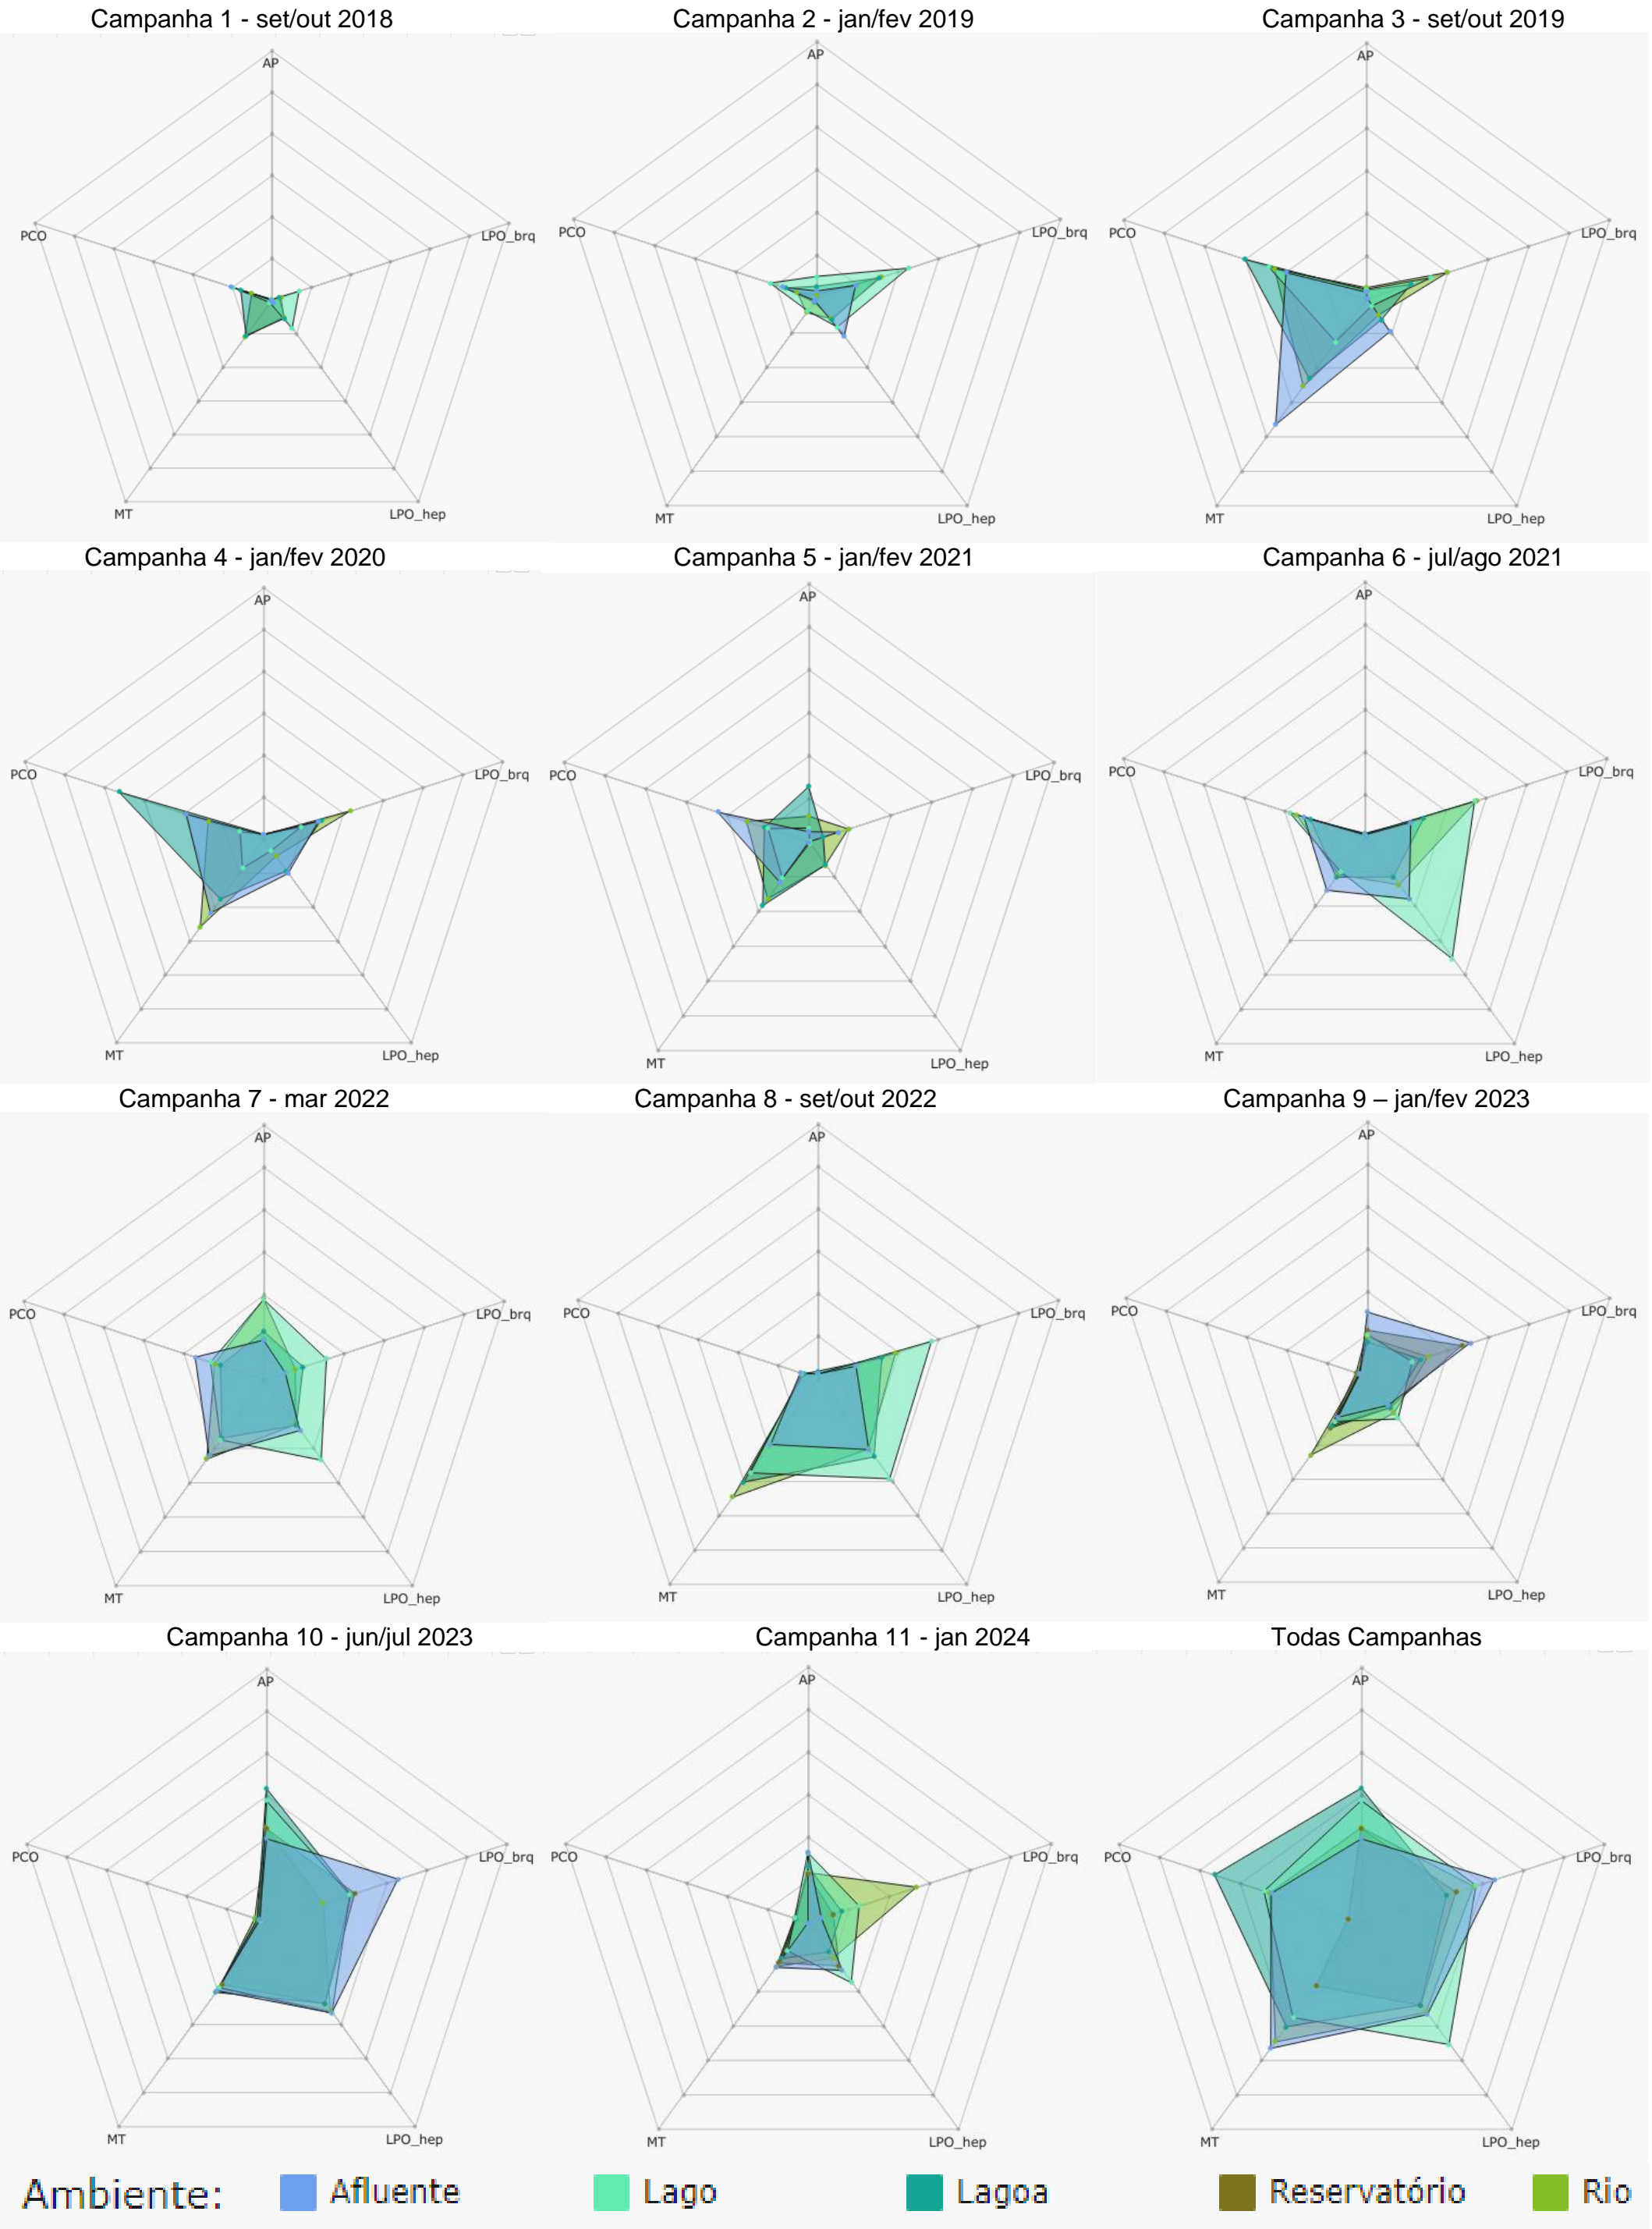 Campanha 1 - set/out 2018
Campanha 2 - jan/fev 2019
Campanha 3 - set/out 2019
AP
PCO
LPO_brq
MT
LPO_hep
AP
PCO
LPO_brq
MT
LPO_hep
AP
PCO
LPO_brq
MT
LPO_hep
Campanha 4 - jan/fev 2020
Campanha 5 - jan/fev 2021
Campanha 6 - jul/ago 2021
AP
PCO
LPO_brq
MT
LPO_hep
AP
PCO
LPO_brq
MT
LPO_hep
AP
PCO
LPO_brq
MT
LPO_hep
Campanha 7 - mar 2022
Campanha 8 - set/out 2022
Campanha 9 – jan/fev 2023
AP
PCO
LPO_brq
MT
LPO_hep
AP
PCO
LPO_brq
MT
LPO_hep
AP
PCO
LPO_brq
MT
LPO_hep
Campanha 10 - jun/jul 2023
Campanha 11 - jan 2024
Todas Campanhas
AP
PCO
LPO_brq
MT
LPO_hep
AP
PCO
LPO_brq
MT
LPO_hep
AP
PCO
LPO_brq
MT
LPO_hep
Ambiente: Afluente Lago Lagoa Reservatório Rio